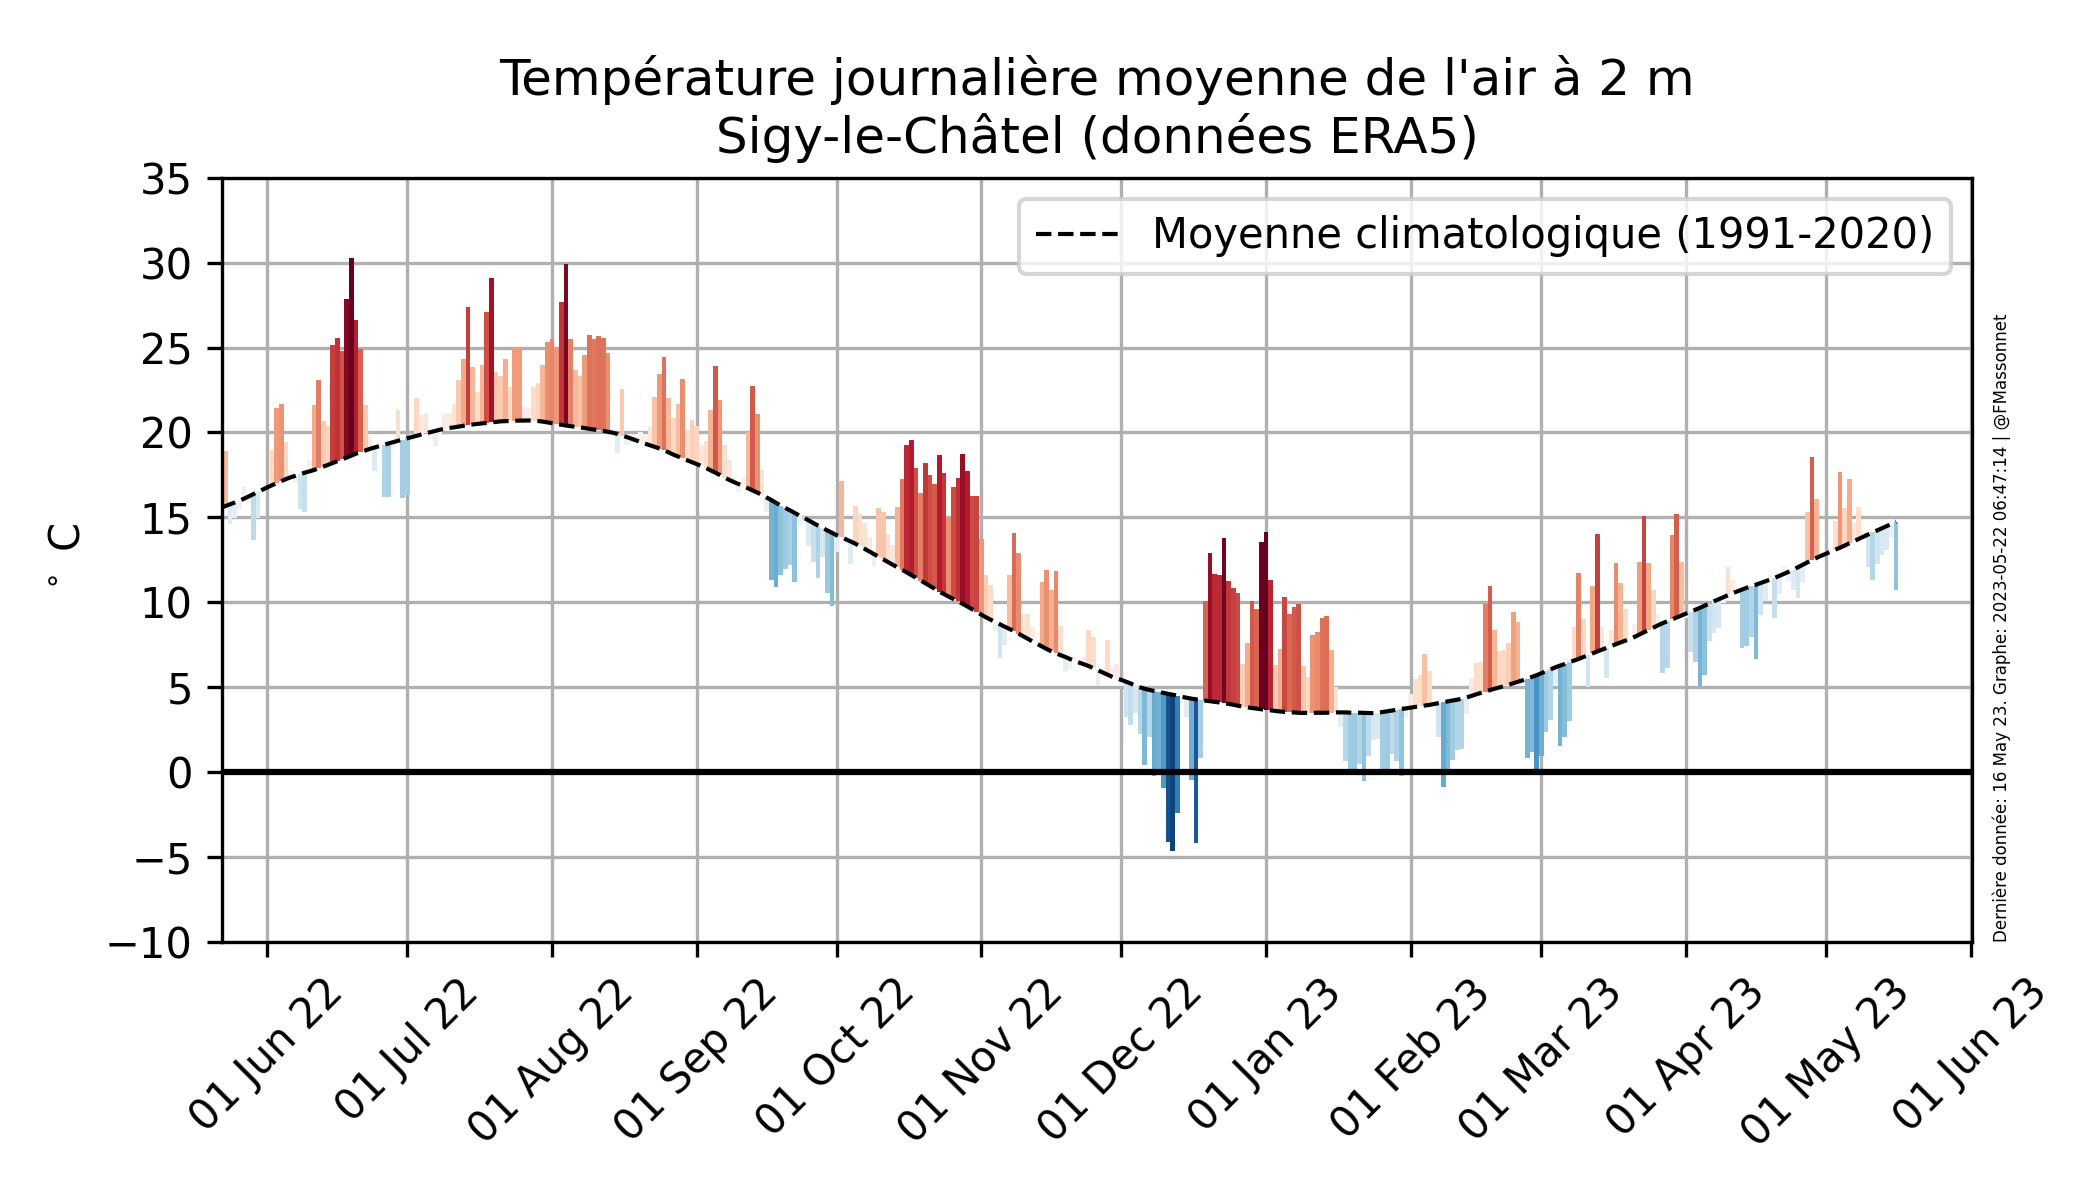 Température journalière moyenne de l'air à 2 m
Sigy-le-Châtel (données ERA5)
Moyenne climatologique (1991-2020)
° C
35
30
25
20
15
10
5
0
−5
−10
01 Jun 22
01 Jul 22
01 Aug 22
01 Sep 22
01 Oct 22
01 Nov 22
01 Dec 22
01 Jan 23
01 Feb 23
01 Mar 23
01 Apr 23
01 May 23
01 Jun 23
Dernière donnée: 16 May 23. Graphe: 2023-05-22 06:47:14 | @FMassonnet